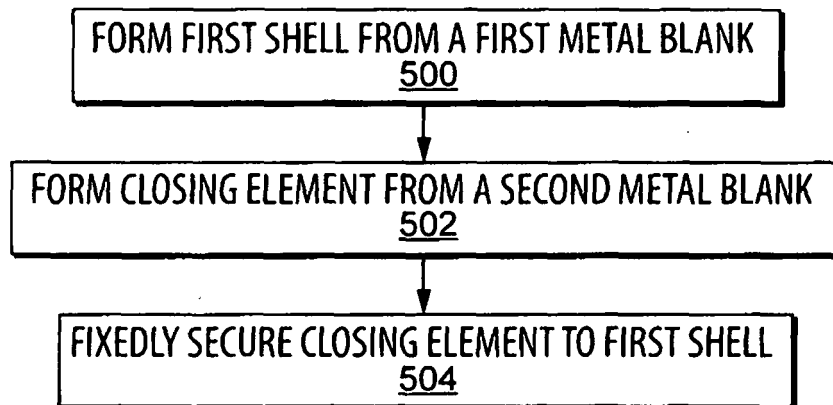 FORM FIRST SHELL FROM A FIRST METAL BLANK
500
FORM CLOSING ELEMENT FROM A SECOND METAL BLANK
502
FIXEDLY SECURE CLOSING ELEMENT TO FIRST SHELL
504